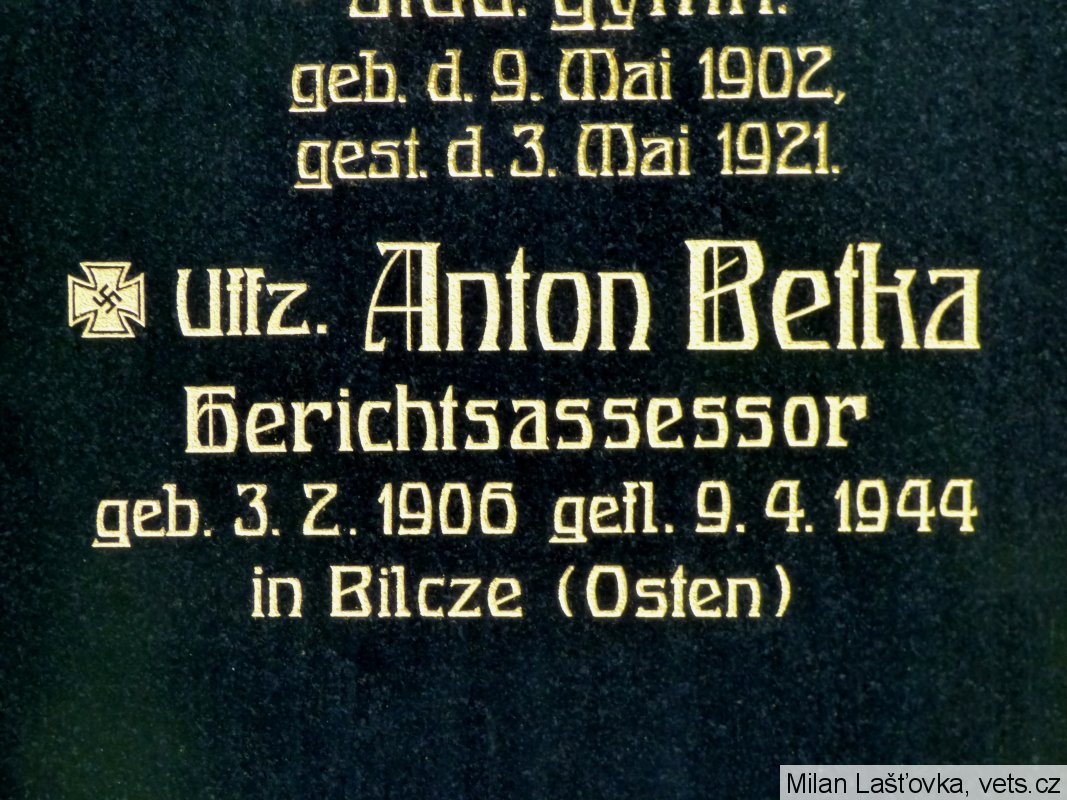 geb. d. 9. Mai 1902,
gest. d. 3. Mai 1921.
Uffz. Anton Betka
Gerichtsassessor
geb. 3. 2. 1906 gefl. 9. 4. 1944
in Bilcze (Osten)
Milan Lašťovka, vets.cz